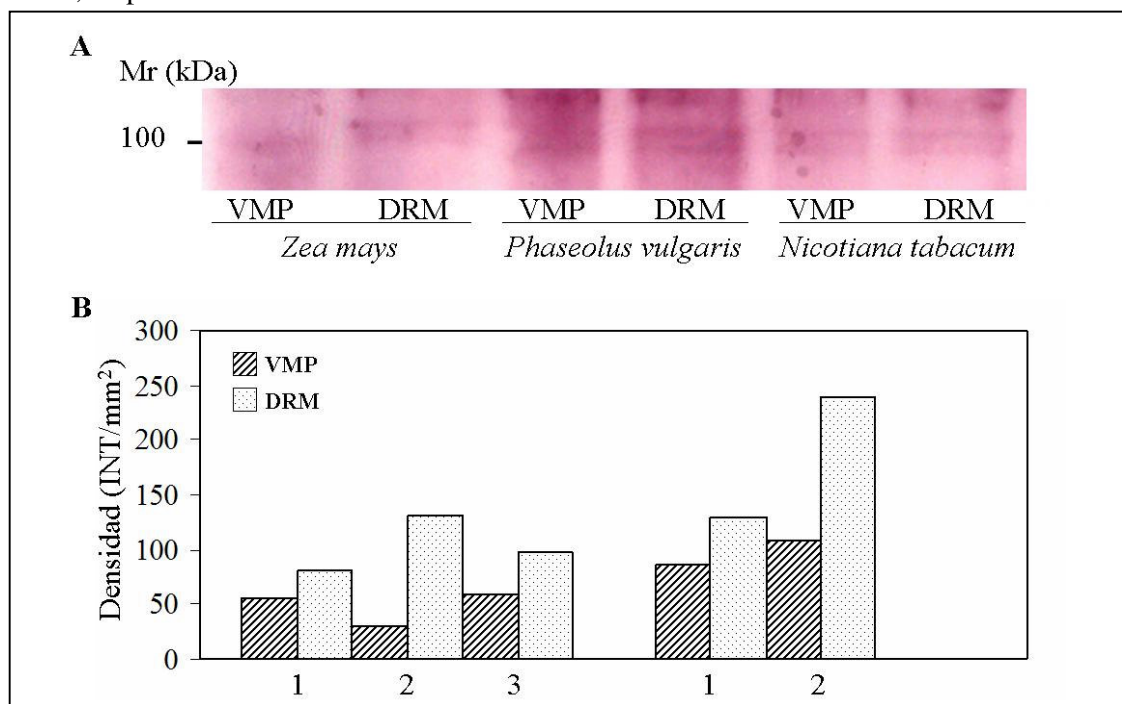 A
Mr (kDa)
100
VMP DRM VMP DRM VMP DRM
Zea mays Phaseolus vulgaris Nicotiana tabacum
B
300
250
200
150
100
50
0
Densidad (INT/mm²)
VMP
DRM
1 2 3 1 2